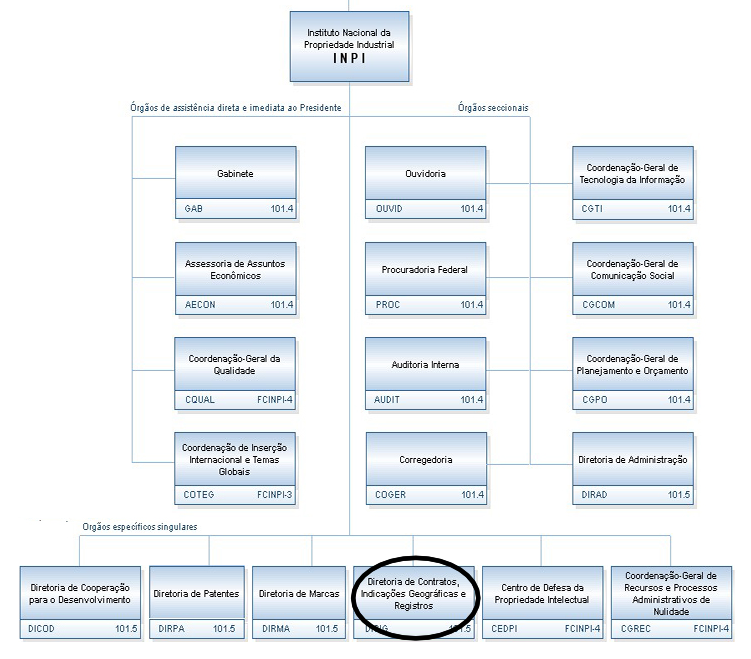 Instituto Nacional da
Propriedade Industrial
I N P I
Órgãos de assistência direta e imediata ao Presidente
Órgãos seccionais
Gabinete
GAB 101.4
Ouvidoria
OUVID 101.4
Coordenação-Geral de
Tecnologia da Informação
CGTI 101.4
Assessoria de Assuntos
Econômicos
AECON 101.4
Procuradoria Federal
PROC 101.4
Coordenação-Geral de
Comunicação Social
CGCOM 101.4
Coordenação-Geral da
Qualidade
CQUAL FCINPI-4
Auditoria Interna
AUDIT 101.4
Coordenação-Geral de
Planejamento e Orçamento
CGPO 101.4
Coordenação de Inserção
Internacional e Temas
Globais
COTEG FCINPI-3
Corregedoria
COGER 101.4
Diretoria de Administração
DIRAD 101.5
Orgãos específicos singulares
Diretoria de Cooperação
para o Desenvolvimento
DICOD 101.5
Diretoria de Patentes
DIRPA 101.5
Diretoria de Marcas
DIRMA 101.5
Diretoria de Contratos,
Indicações Geográficas e
Registros
Centro de Defesa da
Propriedade Intelectual
CEDPI FCINPI-4
Coordenação-Geral de
Recursos e Processos
Administrativos de
Nulidade
CGREC FCINPI-4